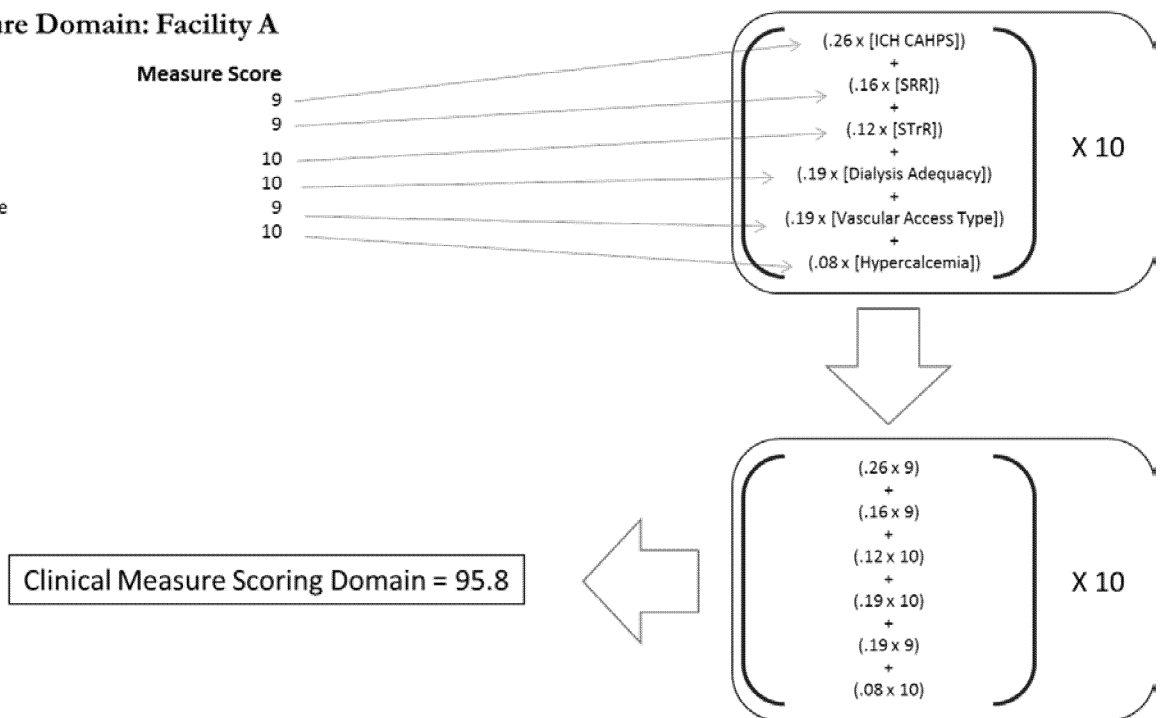 ure Domain: Facility A
Measure Score
9
9
10
10
e 9
10
(.26 x [ICH CAHPS])
+
(.16 x [SRR])
+
(.12 x [STrR])
+
(.19 x [Dialysis Adequacy])
+
(.19 x [Vascular Access Type])
+
(.08 x [Hypercalcemia])
X 10
(.26 x 9)
+
(.16 x 9)
+
(.12 x 10)
+
(.19 x 10)
+
(.19 x 9)
+
(.08 x 10)
X 10
Clinical Measure Scoring Domain = 95.8